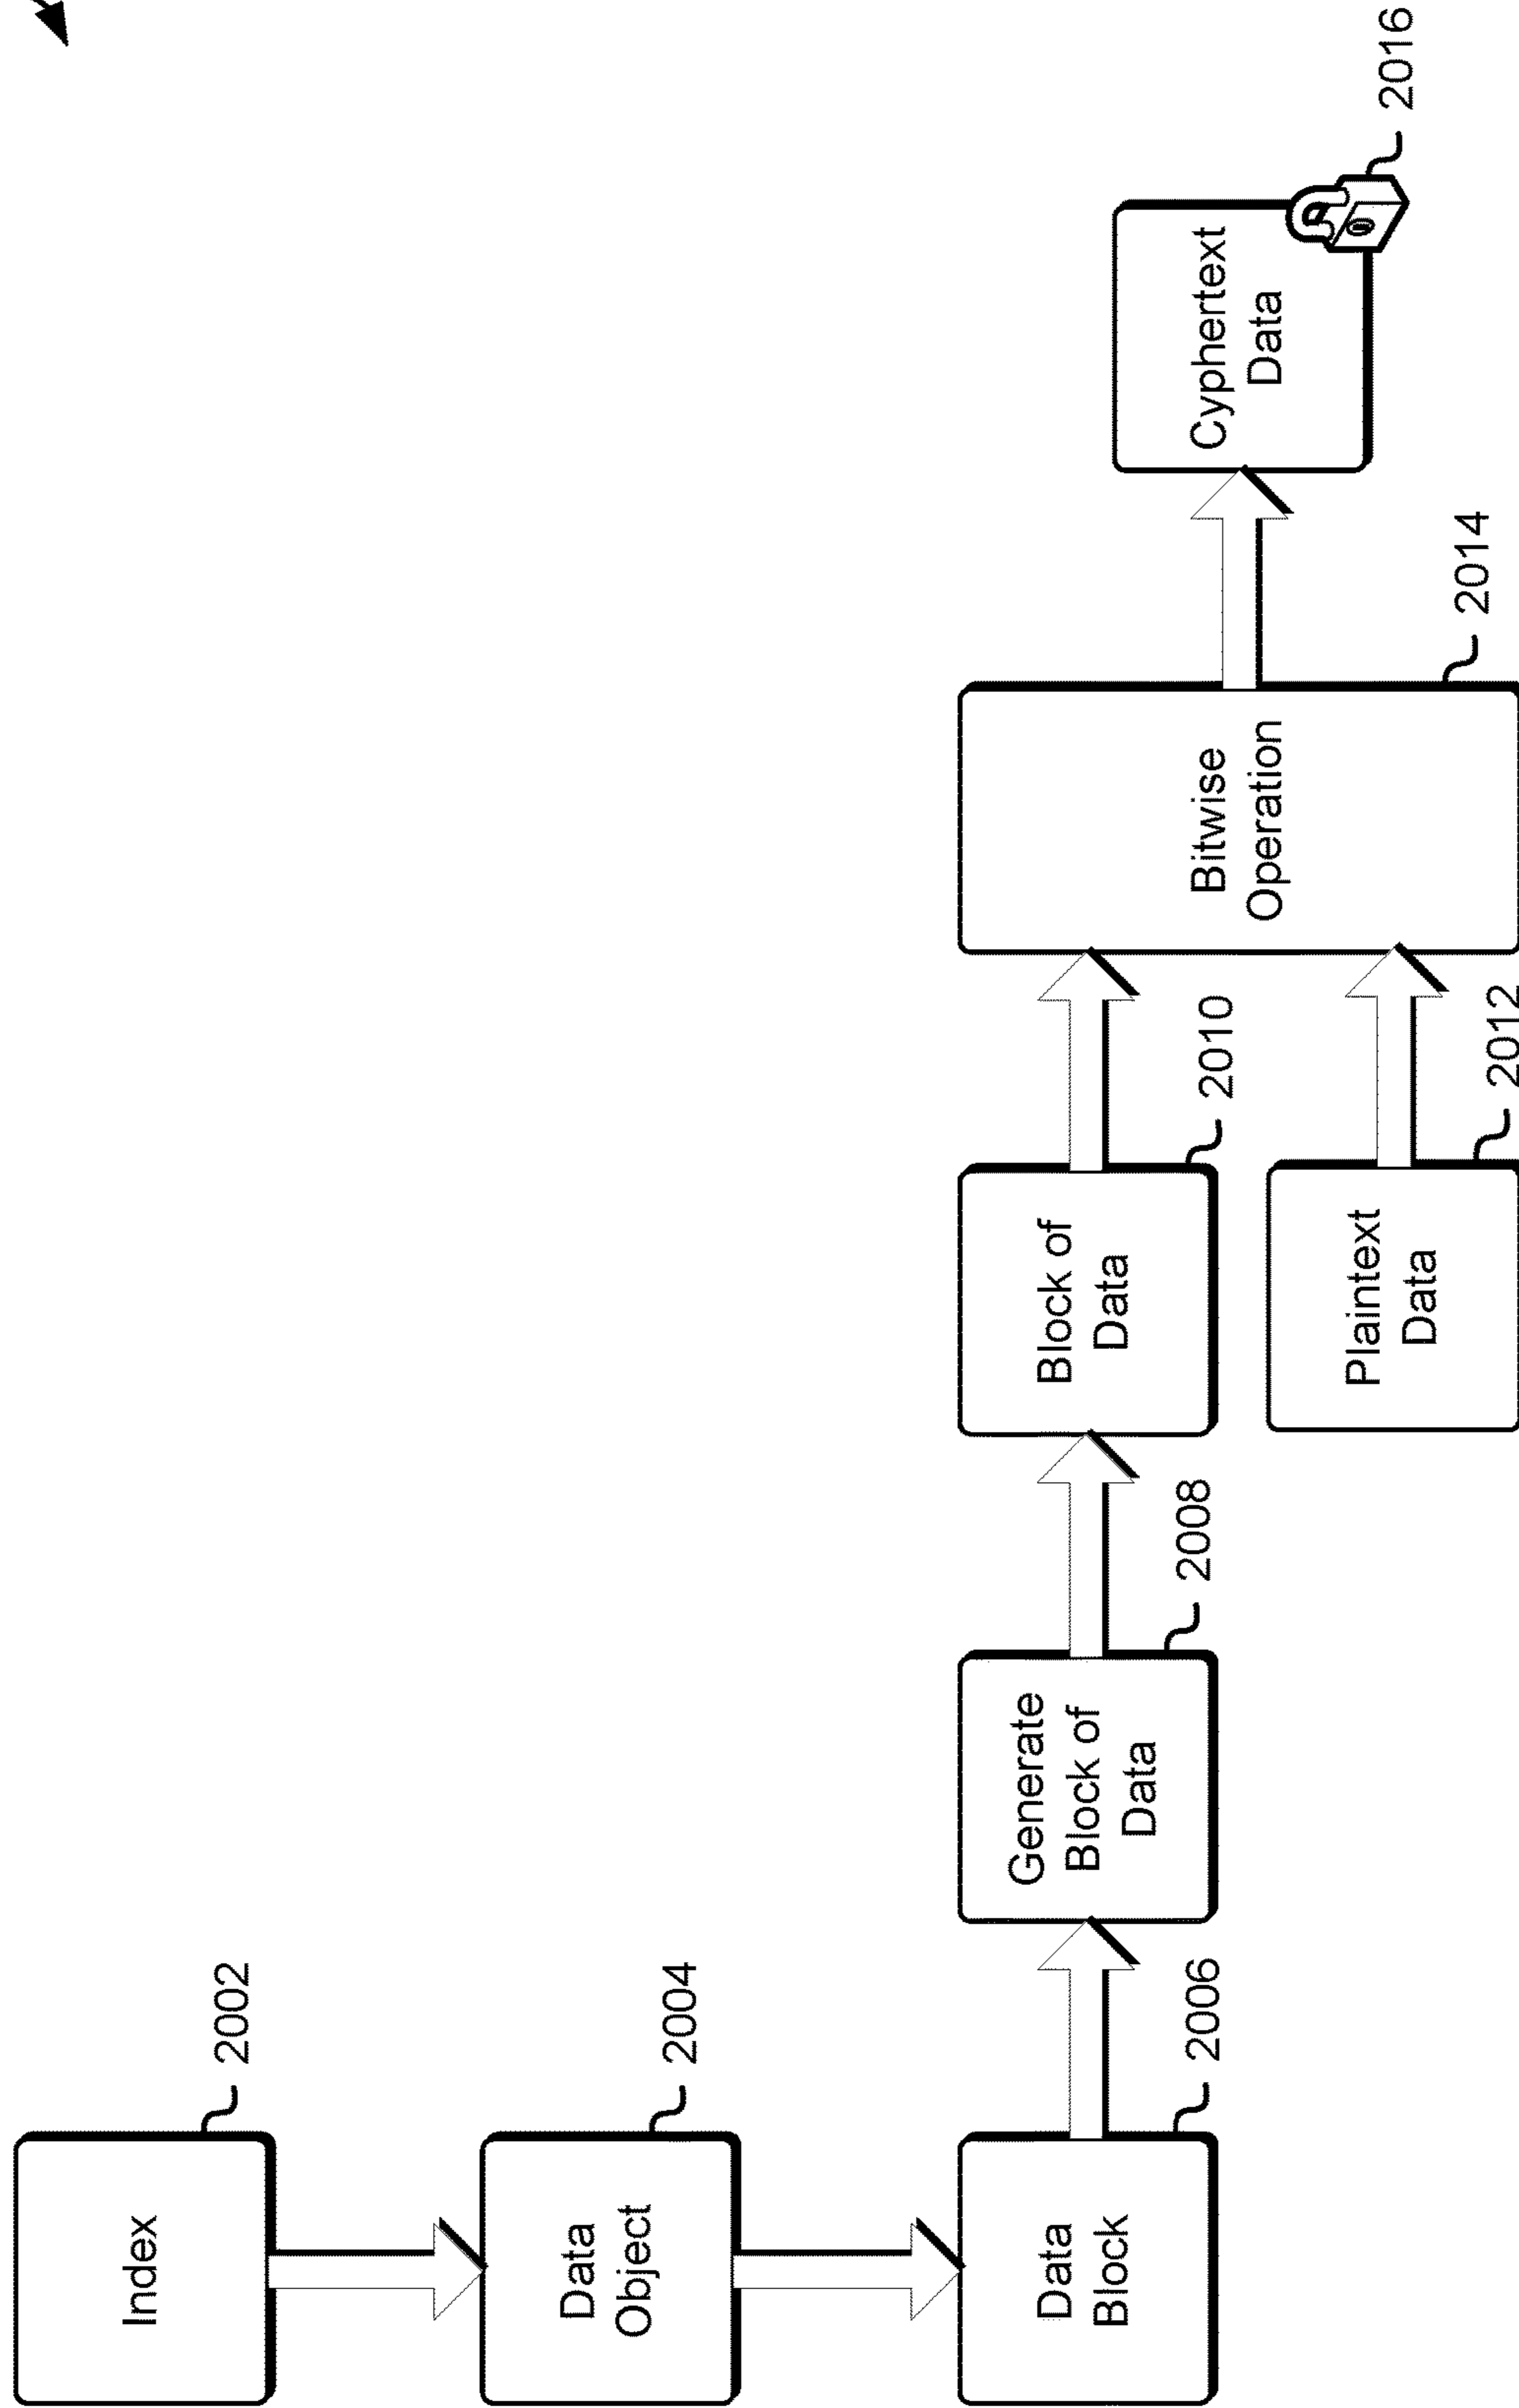 Index
2002
Data
Object
2004
Data
Block
2006
Generate
Block of
Data
2008
Block of
Data
2010
Plaintext
Data
2012
Bitwise
Operation
2014
Cyphertext
Data
2016